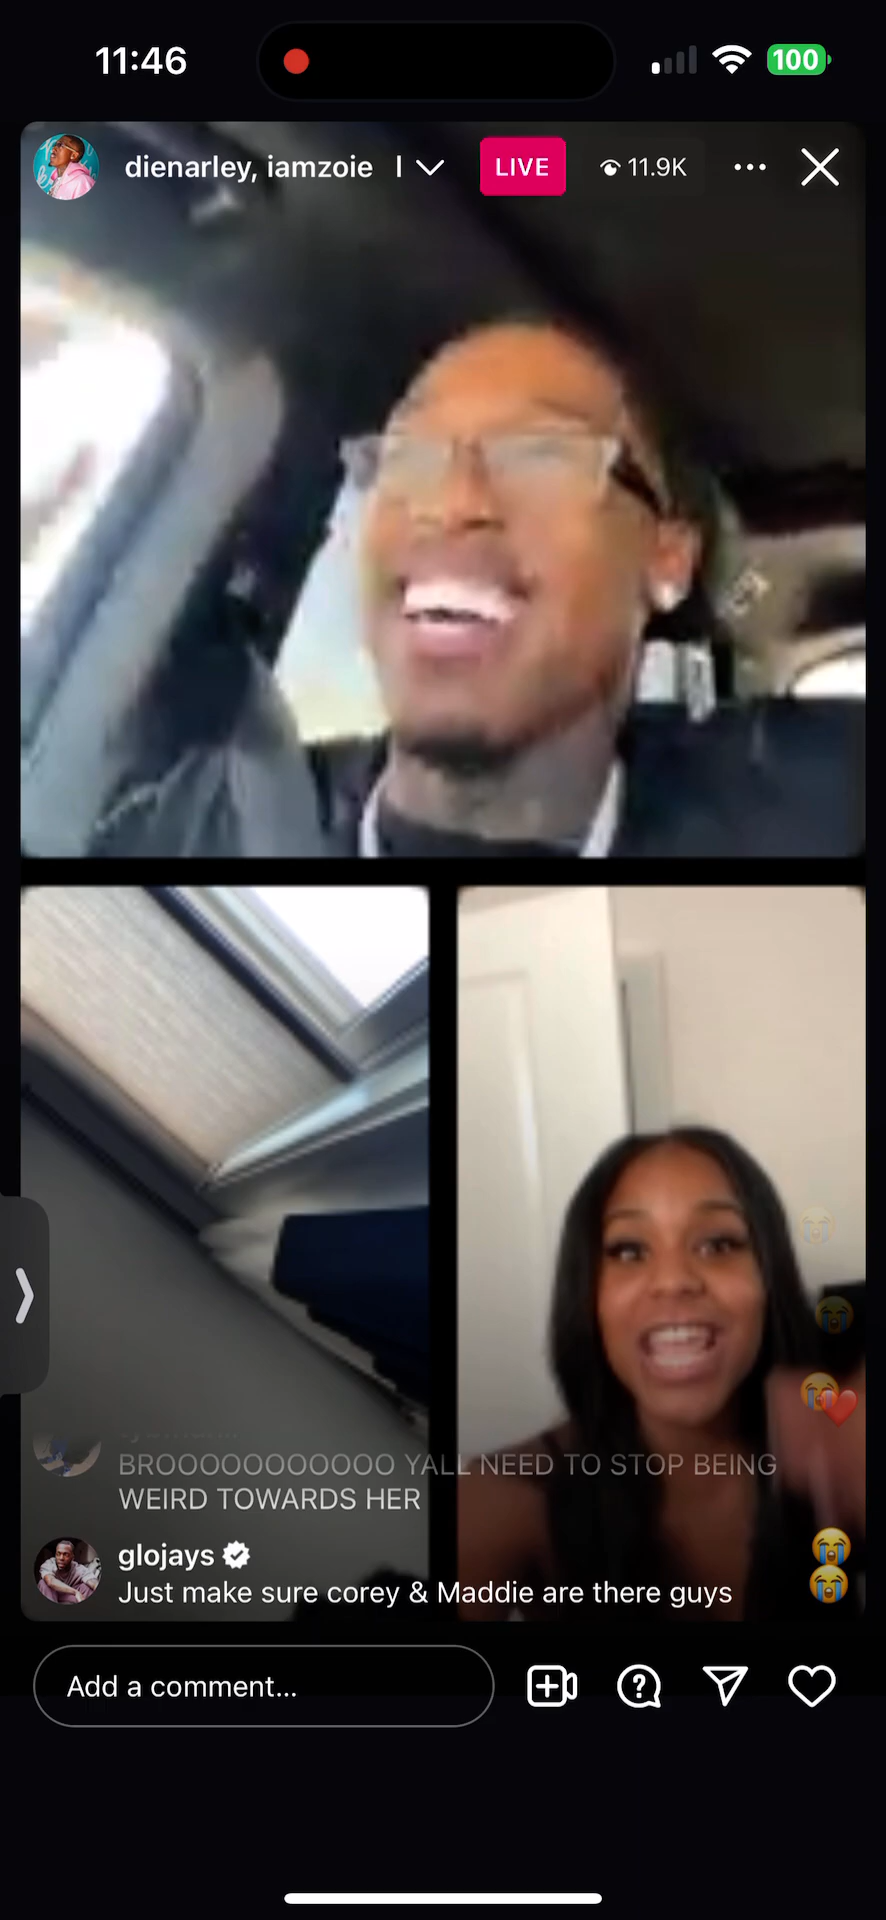 11:46
100
dienarley, iamzoie
LIVE
11.9K
BROOOOOOOOOOO YALL NEED TO STOP BEING
WEIRD TOWARDS HER
glojays
Just make sure corey & Maddie are there guys
Add a comment...